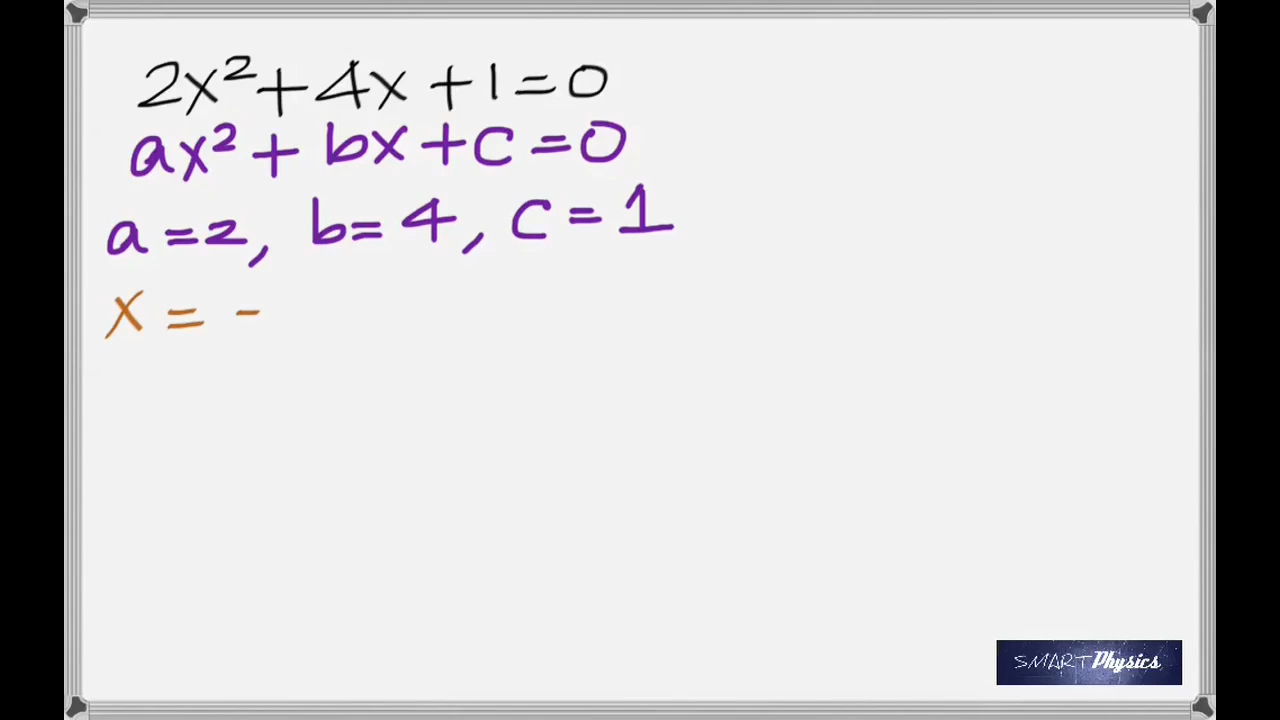 2x² + 4x + 1 = 0
ax² + bx + c = 0
a = 2, b = 4, c = 1
x = -
SMART Physics